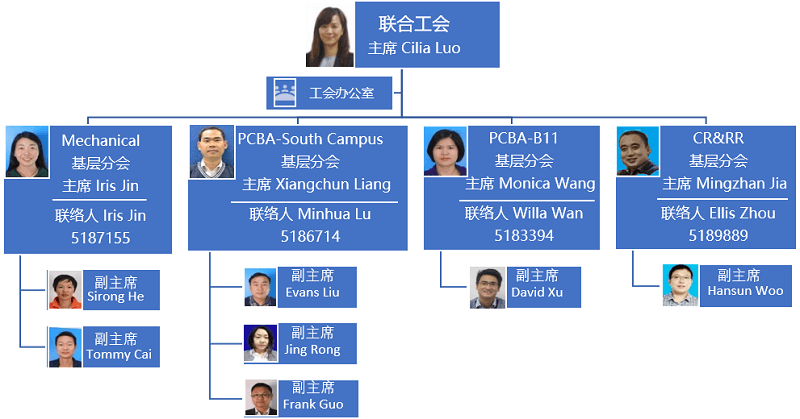 联合工会
主席 Cilia Luo
工会办公室
Mechanical
基层分会
主席 Iris Jin
联络人 Iris Jin
5187155
PCBA-South Campus
基层分会
主席 Xiangchun Liang
联络人 Minhua Lu
5186714
PCBA-B11
基层分会
主席 Monica Wang
联络人 Willa Wan
5183394
CR&RR
基层分会
主席 Mingzhan Jia
联络人 Ellis Zhou
5189889
副主席
Sirong He
副主席
Tommy Cai
副主席
Evans Liu
副主席
Jing Rong
副主席
Frank Guo
副主席
David Xu
副主席
Hansun Woo